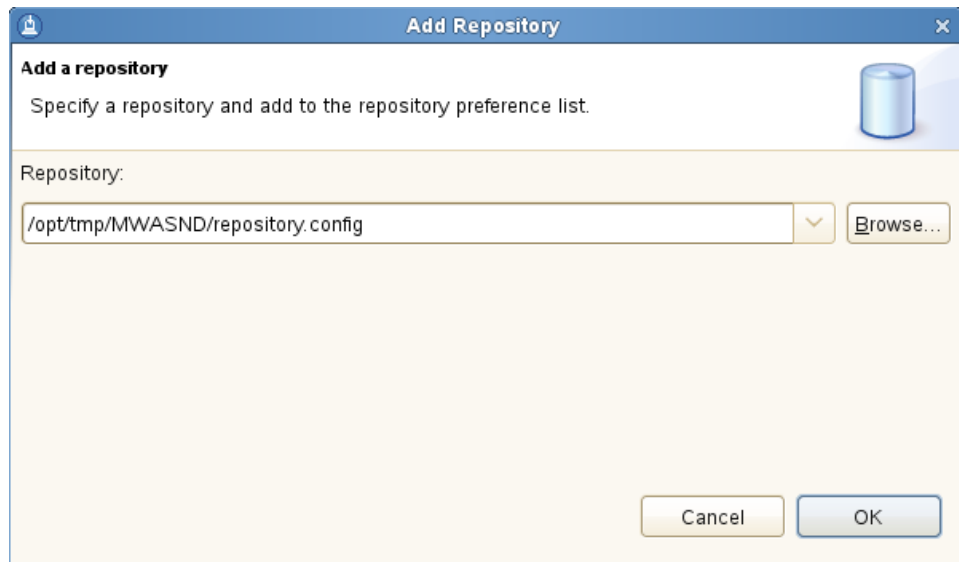 Add Repository
Add a repository
Specify a repository and add to the repository preference list.
Repository:
/opt/tmp/MWASND/repository.config
Browse...
Cancel
OK